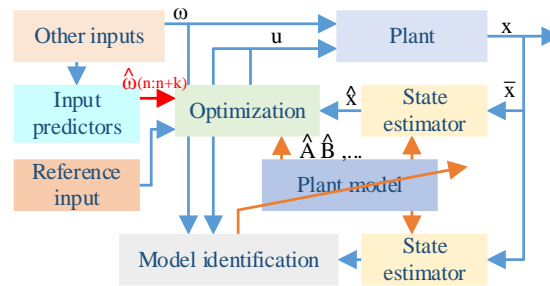 Other inputs
ω
u
Plant
x
Input
predictors
ω̂(n:n+k)
Optimization
x̂
State
estimator
x̅
Reference
input
Â B̂ ,...
Plant model
Model identification
State
estimator